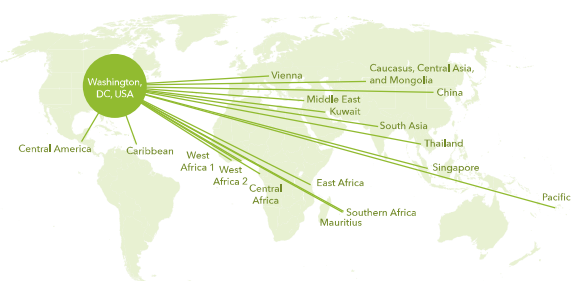 Washington,
DC, USA
Vienna
Caucasus, Central Asia,
and Mongolia
China
Middle East
Kuwait
South Asia
Thailand
Singapore
Pacific
Central America
Caribbean
West
Africa 1
West
Africa 2
Central
Africa
East Africa
Southern Africa
Mauritius